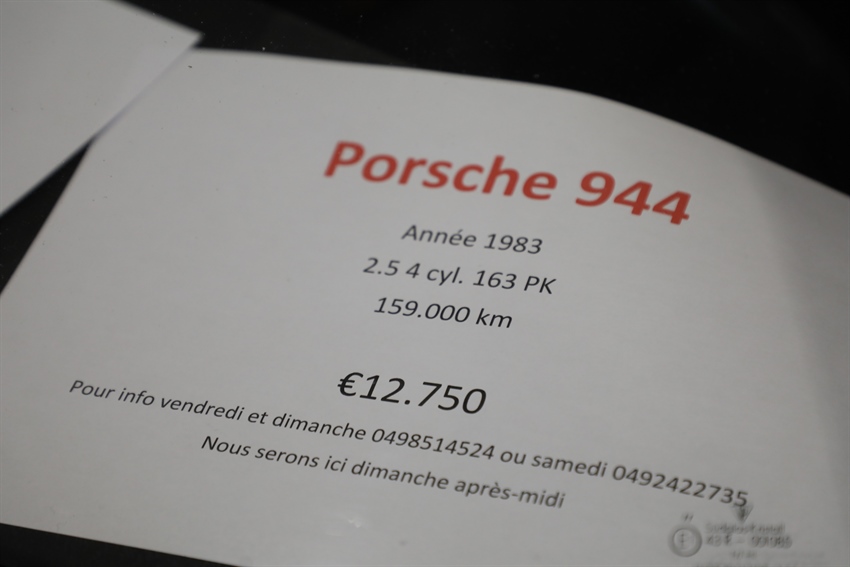 Porsche 944
Année 1983
2.5 4 cyl. 163 PK
159.000 km
€12.750
Pour info vendredi et dimanche 0498514524 ou samedi 0492422735
Nous serons ici dimanche après-midi